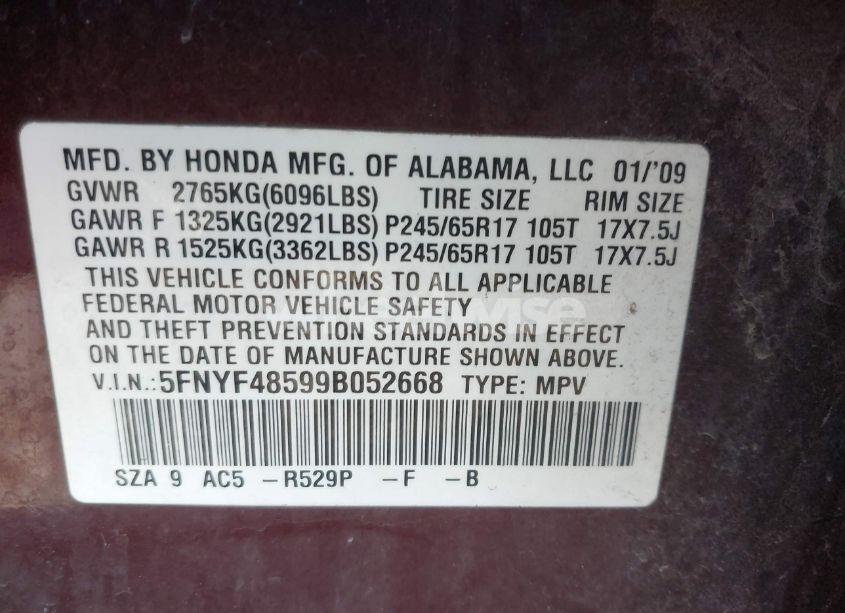 MFD. BY HONDA MFG. OF ALABAMA, LLC 01/'09
GVWR 2765KG(6096LBS) TIRE SIZE RIM SIZE
GAWR F 1325KG(2921LBS) P245/65R17 105T 17X7.5J
GAWR R 1525KG(3362LBS) P245/65R17 105T 17X7.5J
THIS VEHICLE CONFORMS TO ALL APPLICABLE
FEDERAL MOTOR VEHICLE SAFETY
AND THEFT PREVENTION STANDARDS IN EFFECT
ON THE DATE OF MANUFACTURE SHOWN ABOVE.
V.I.N.: 5FNYF48599B052668 TYPE: MPV
SZA 9 AC5 -R529P -F -B